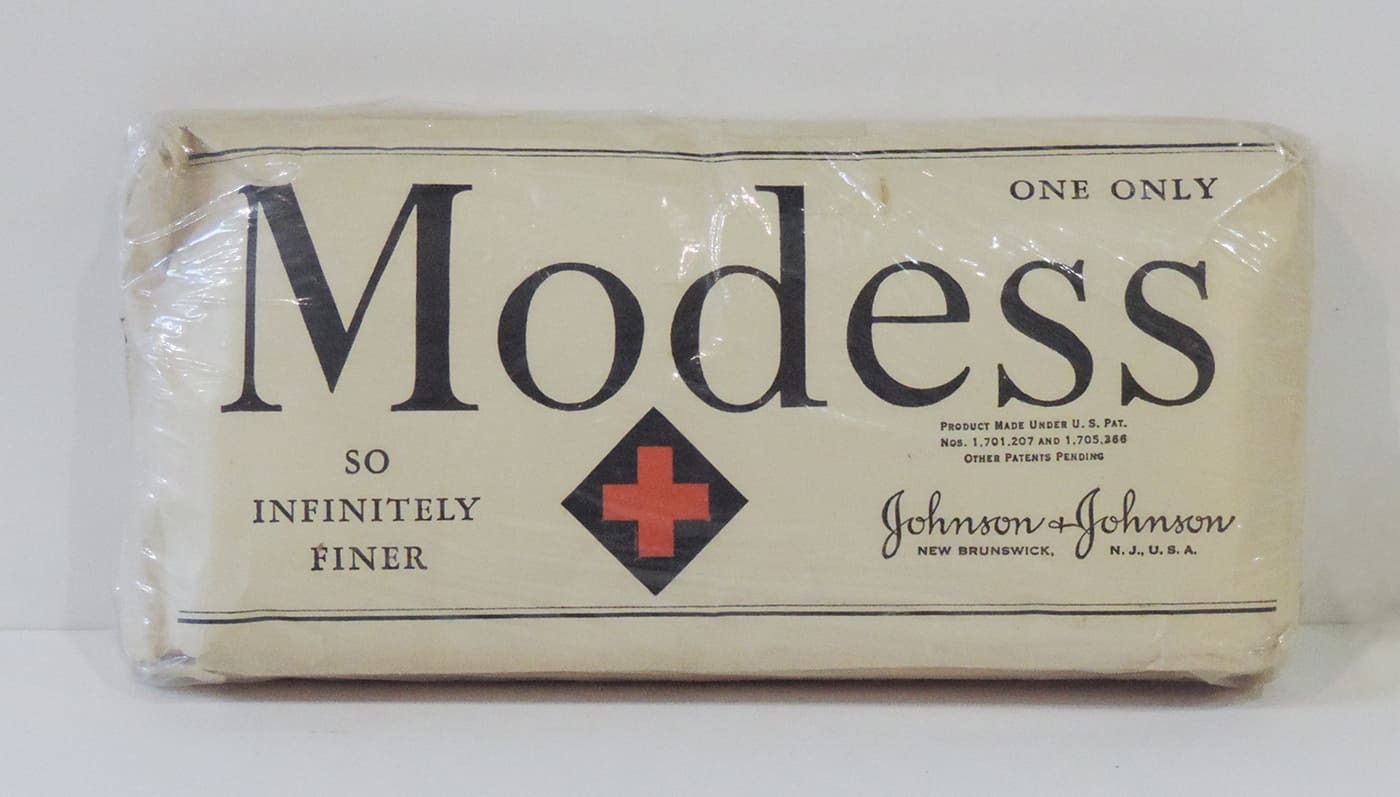 ONE ONLY
Modess
SO
INFINITELY
FINER
PRODUCT MADE UNDER U. S. PAT.
NOS. 1,701,207 AND 1,705,366
OTHER PATENTS PENDING
Johnson & Johnson
NEW BRUNSWICK, N. J., U. S. A.